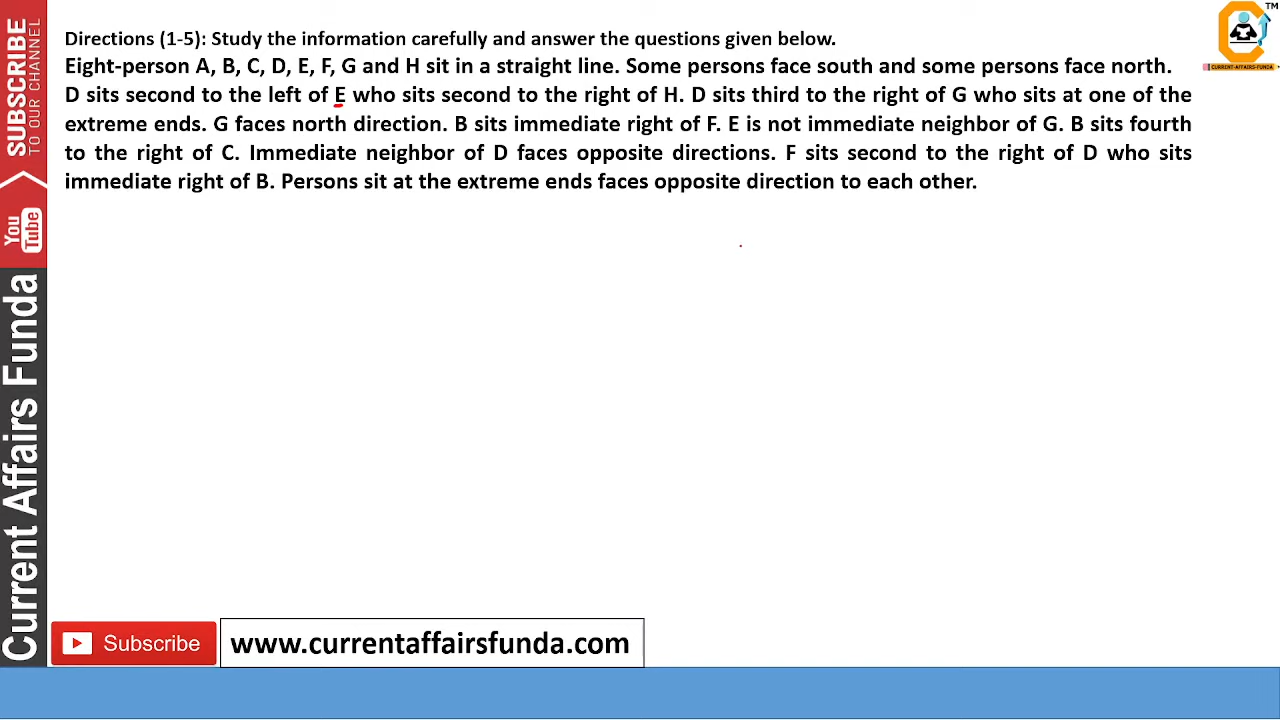 Directions (1-5): Study the information carefully and answer the questions given below.
Eight-person A, B, C, D, E, F, G and H sit in a straight line. Some persons face south and some persons face north.
D sits second to the left of E who sits second to the right of H. D sits third to the right of G who sits at one of the
extreme ends. G faces north direction. B sits immediate right of F. E is not immediate neighbor of G. B sits fourth
to the right of C. Immediate neighbor of D faces opposite directions. F sits second to the right of D who sits
immediate right of B. Persons sit at the extreme ends faces opposite direction to each other.
SUBSCRIBE
TO OUR CHANNEL
You
Tube
Current Affairs Funda
TM
CURRENT-AFFAIRS-FUNDA
Subscribe
www.currentaffairsfunda.com